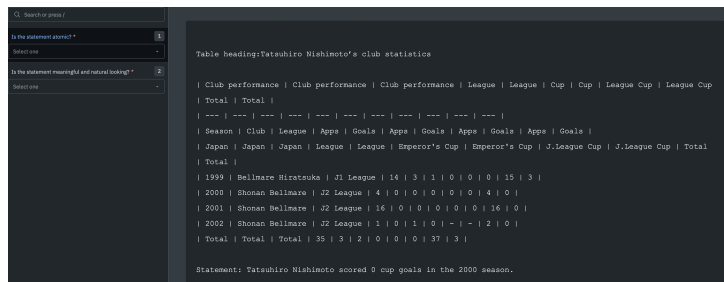 Search or press /
Is the statement atomic? * 1
Select one
Is the statement meaningful and natural looking? * 2
Select one
Table heading:Tatsuhiro Nishimoto's club statistics
| Club performance | Club performance | Club performance | League | League | Cup | Cup | League Cup | League Cup
| Total | Total |
| --- | --- | --- | --- | --- | --- | --- | --- | --- | --- | --- |
| Season | Club | League | Apps | Goals | Apps | Goals | Apps | Goals | Apps | Goals |
| Japan | Japan | Japan | League | League | Emperor's Cup | Emperor's Cup | J.League Cup | J.League Cup | Total
| Total |
| 1999 | Bellmare Hiratsuka | J1 League | 14 | 3 | 1 | 0 | 0 | 0 | 15 | 3 |
| 2000 | Shonan Bellmare | J2 League | 4 | 0 | 0 | 0 | 0 | 0 | 4 | 0 |
| 2001 | Shonan Bellmare | J2 League | 16 | 0 | 0 | 0 | 0 | 0 | 16 | 0 |
| 2002 | Shonan Bellmare | J2 League | 1 | 0 | 1 | 0 | - | - | 2 | 0 |
| Total | Total | Total | 35 | 3 | 2 | 0 | 0 | 0 | 37 | 3 |
Statement: Tatsuhiro Nishimoto scored 0 cup goals in the 2000 season.